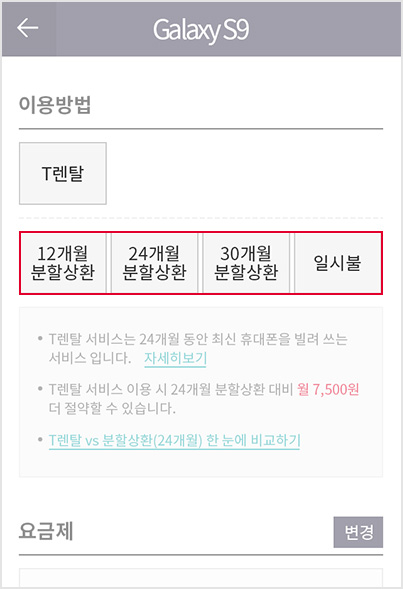 Galaxy S9
이용방법
T렌탈
12개월
분할상환
24개월
분할상환
30개월
분할상환
일시불
• T렌탈 서비스는 24개월 동안 최신 휴대폰을 빌려 쓰는
서비스 입니다. 자세히보기
• T렌탈 서비스 이용 시 24개월 분할상환 대비 월 7,500원
더 절약할 수 있습니다.
• T렌탈 vs 분할상환(24개월) 한 눈에 비교하기
요금제
변경